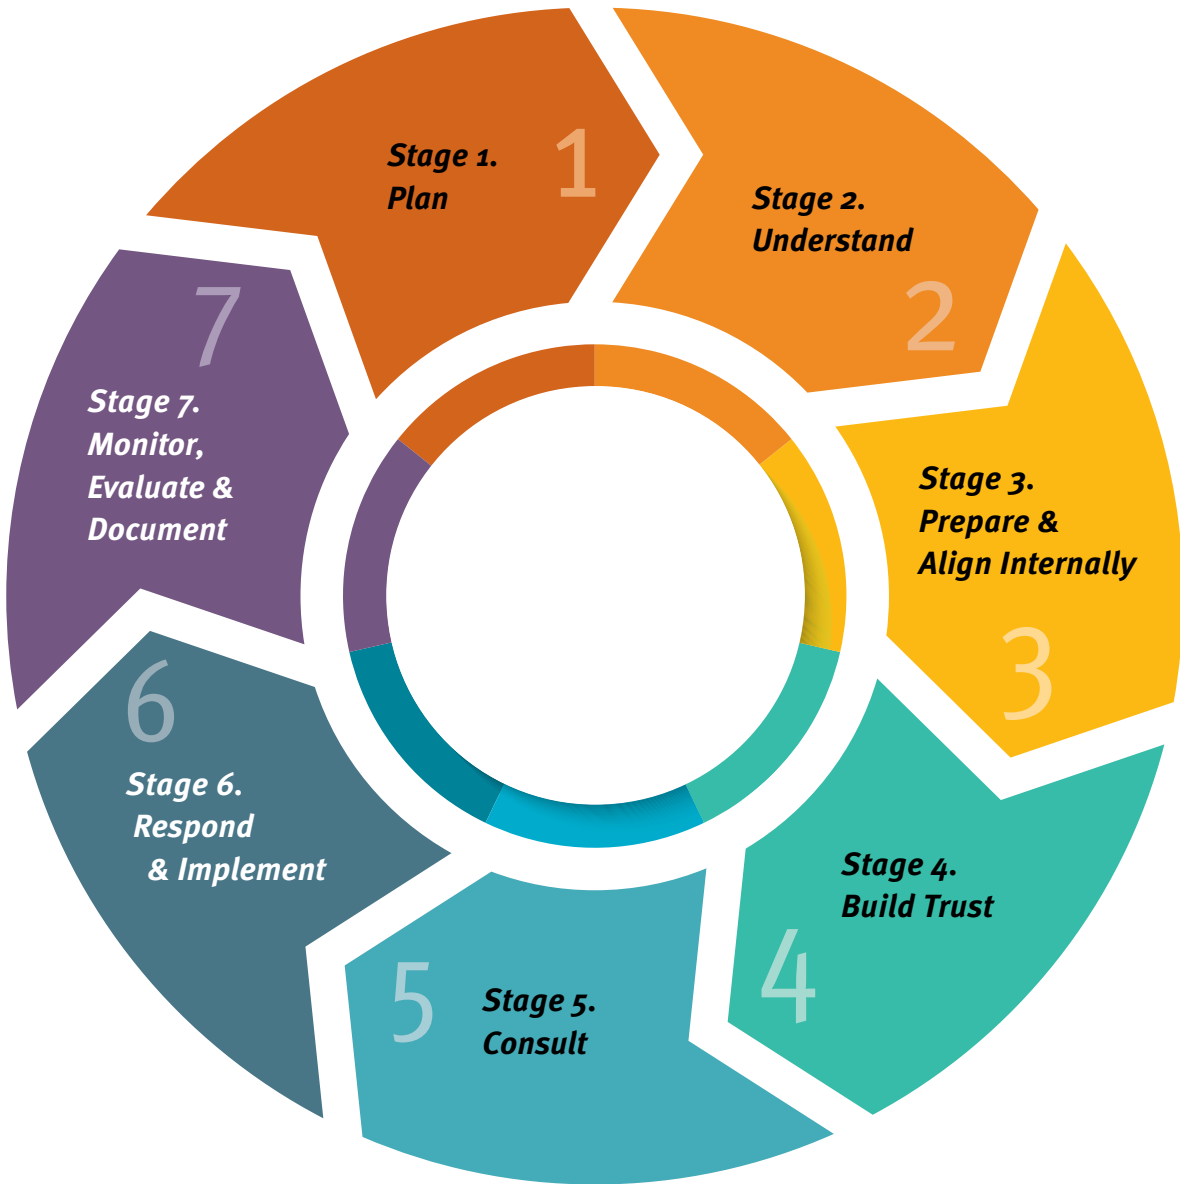 Stage 1.
Plan
1
Stage 2.
Understand
2
Stage 3.
Prepare &
Align Internally
3
Stage 4.
Build Trust
4
Stage 5.
Consult
5
6
Stage 6.
Respond
& Implement
7
Stage 7.
Monitor,
Evaluate &
Document